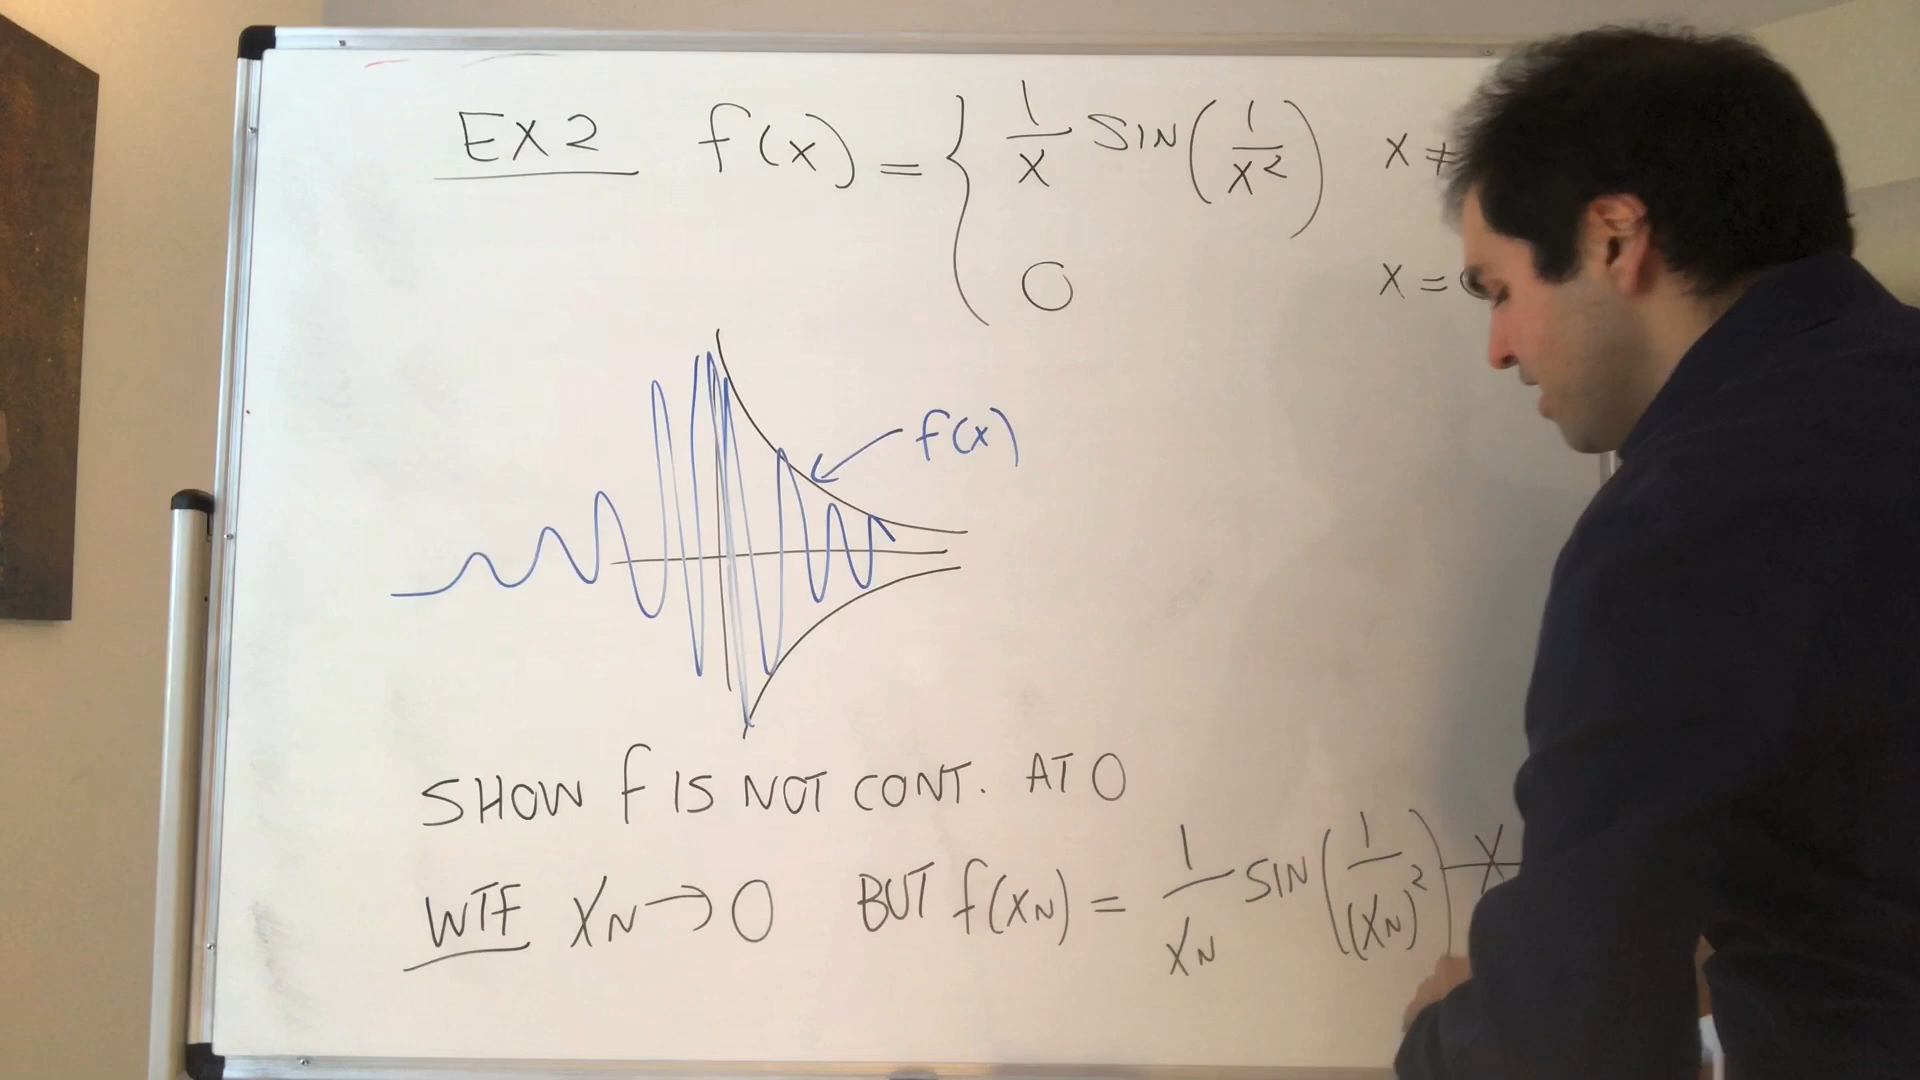 EX 2 f(x) = { 1/x SIN(1/x²) x ≠
0 x =
f(x)
SHOW f IS NOT CONT. AT 0
WTF xN → 0 BUT f(xN) = 1/xN SIN(1/(xN)²)